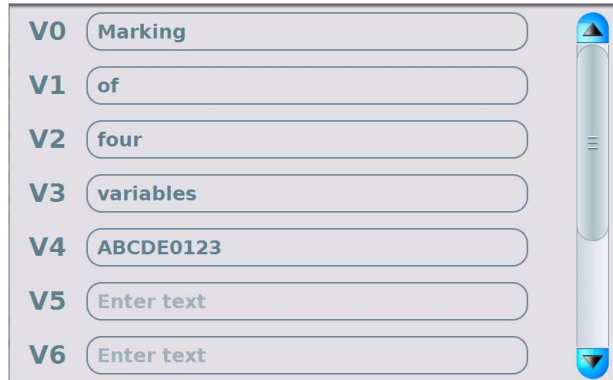 V0 Marking
V1 of
V2 four
V3 variables
V4 ABCDE0123
V5 Enter text
V6 Enter text